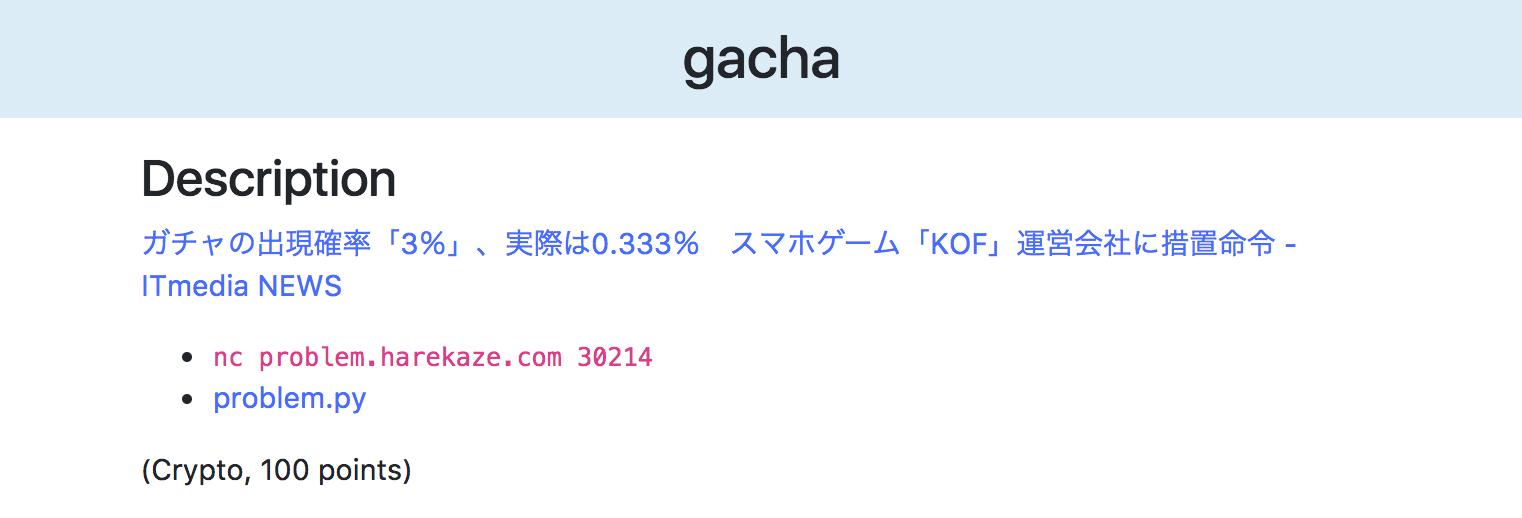 gacha
Description
ガチャの出現確率「3％」、実際は0.333％　スマホゲーム「KOF」運営会社に措置命令 -
ITmedia NEWS
nc problem.harekaze.com 30214
problem.py
(Crypto, 100 points)